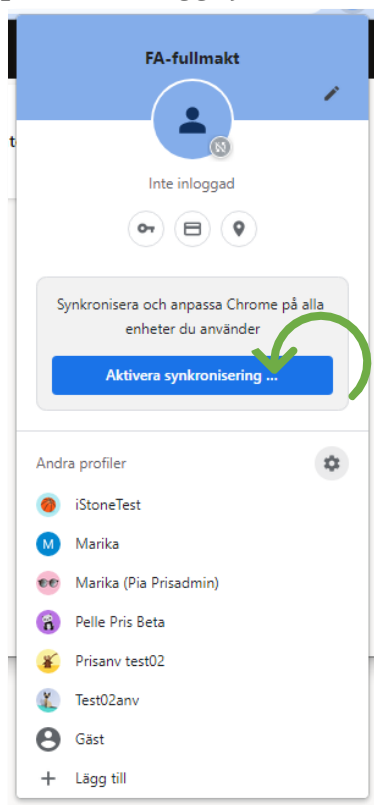 FA-fullmakt
Inte inloggad
Synkronisera och anpassa Chrome på alla
enheter du använder
Aktivera synkronisering ...
Andra profiler
iStoneTest
M Marika
Marika (Pia Prisadmin)
Pelle Pris Beta
Prisanv test02
Test02anv
Gäst
+ Lägg till